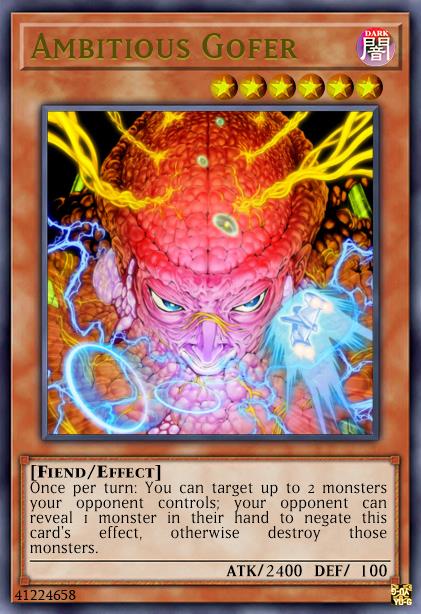 AMBITIOUS GOFER
DARK
闇
[FIEND/EFFECT]
Once per turn: You can target up to 2 monsters
your opponent controls; your opponent can
reveal 1 monster in their hand to negate this
card's effect, otherwise destroy those
monsters.
ATK/2400 DEF/ 100
41224658